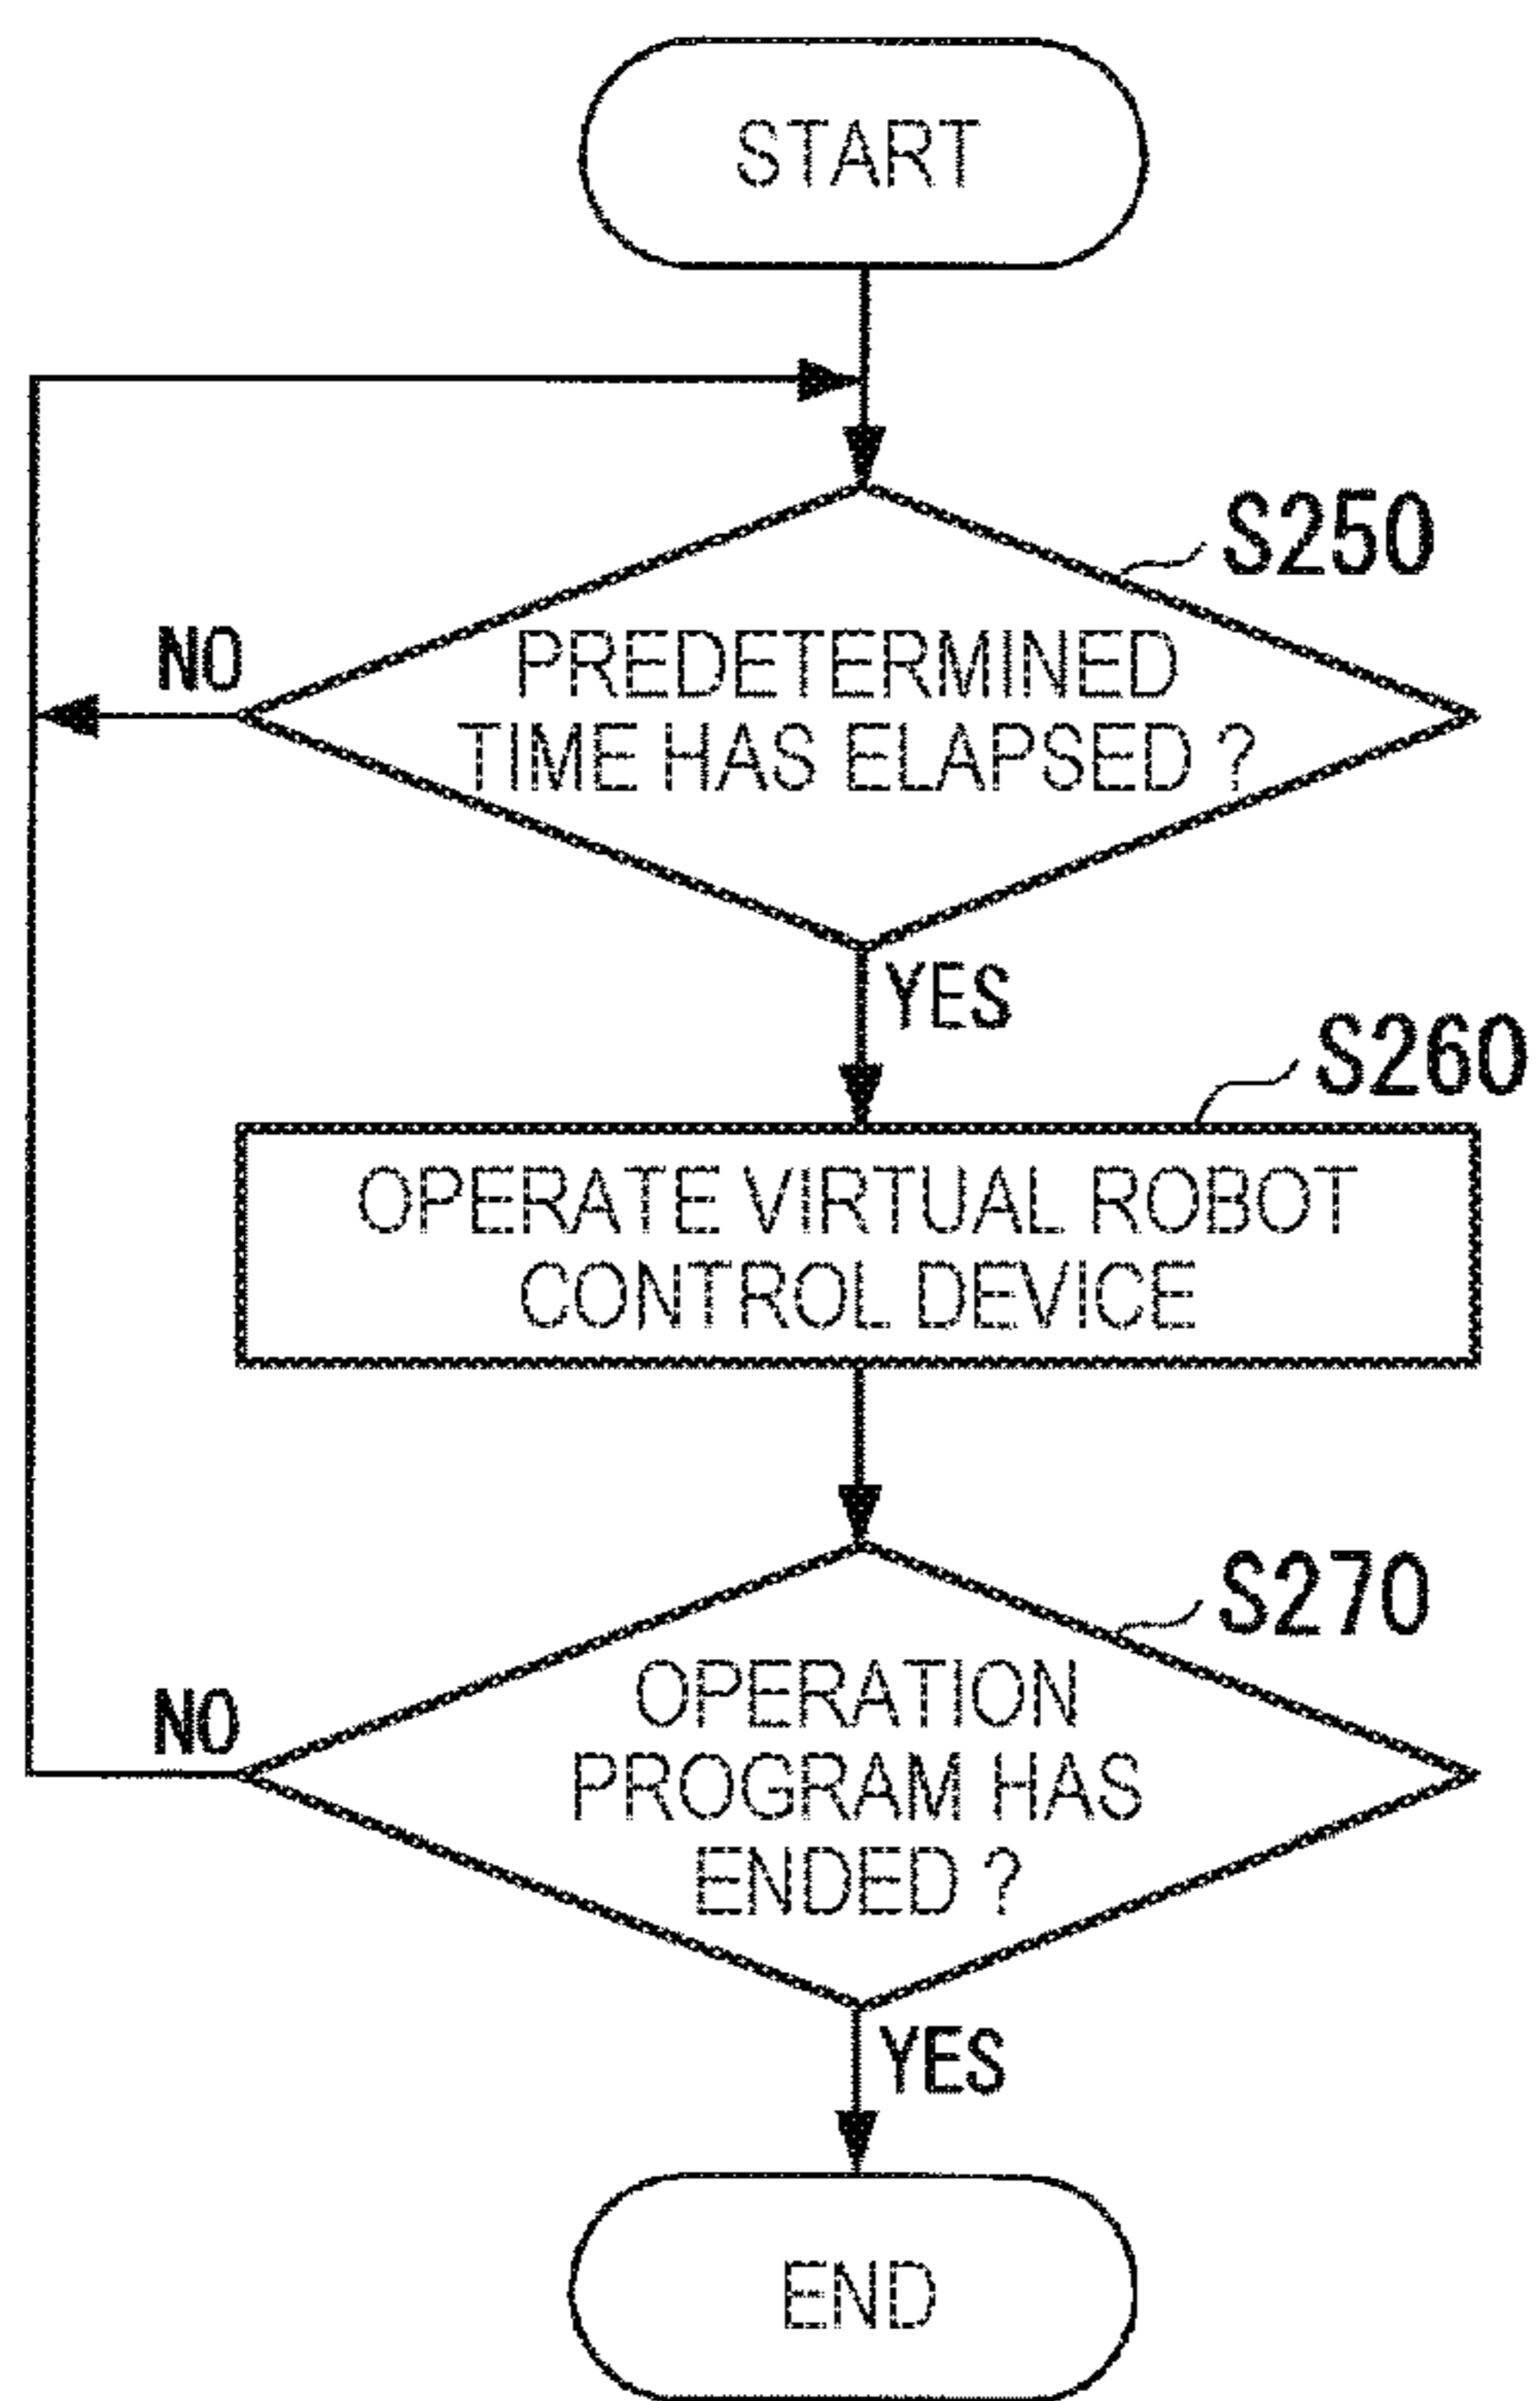 START
S250
NO
PREDETERMINED
TIME HAS ELAPSED ?
YES
S260
OPERATE VIRTUAL ROBOT
CONTROL DEVICE
S270
NO
OPERATION
PROGRAM HAS
ENDED ?
YES
END